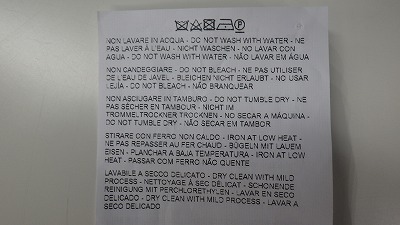 NON LAVARE IN ACQUA - DO NOT WASH WITH WATER - NE
PAS LAVER À L'EAU - NICHT WASCHEN - NO LAVAR CON
AGUA - DO NOT WASH WITH WATER - NÃO LAVAR EM ÁGUA
NON CANDEGGIARE - DO NOT BLEACH - NE PAS UTILISER
DE L'EAU DE JAVEL - BLEICHEN NICHT ERLAUBT - NO USAR
LEJÍA - DO NOT BLEACH - NÃO BRANQUEAR
NON ASCIUGARE IN TAMBURO - DO NOT TUMBLE DRY - NE
PAS SÉCHER EN TAMBOUR - NICHT IM
TROMMELTROCKNER TROCKNEN - NO SECAR A MÁQUINA -
DO NOT TUMBLE DRY - NÃO SECAR EM TAMBOR
STIRARE CON FERRO NON CALDO - IRON AT LOW HEAT -
NE PAS REPASSER AU FER CHAUD - BÜGELN MIT LAUEM
EISEN - PLANCHAR A BAJA TEMPERATURA - IRON AT LOW
HEAT - PASSAR COM FERRO NÃO QUENTE
LAVABILE A SECCO DELICATO - DRY CLEAN WITH MILD
PROCESS - NETTOYAGE À SEC DÉLICAT - SCHONENDE
REINIGUNG MIT PERCHLORETHYLEN - LAVAR EN SECO
DELICADO - DRY CLEAN WITH MILD PROCESS - LAVAR A
SECO DELICADO